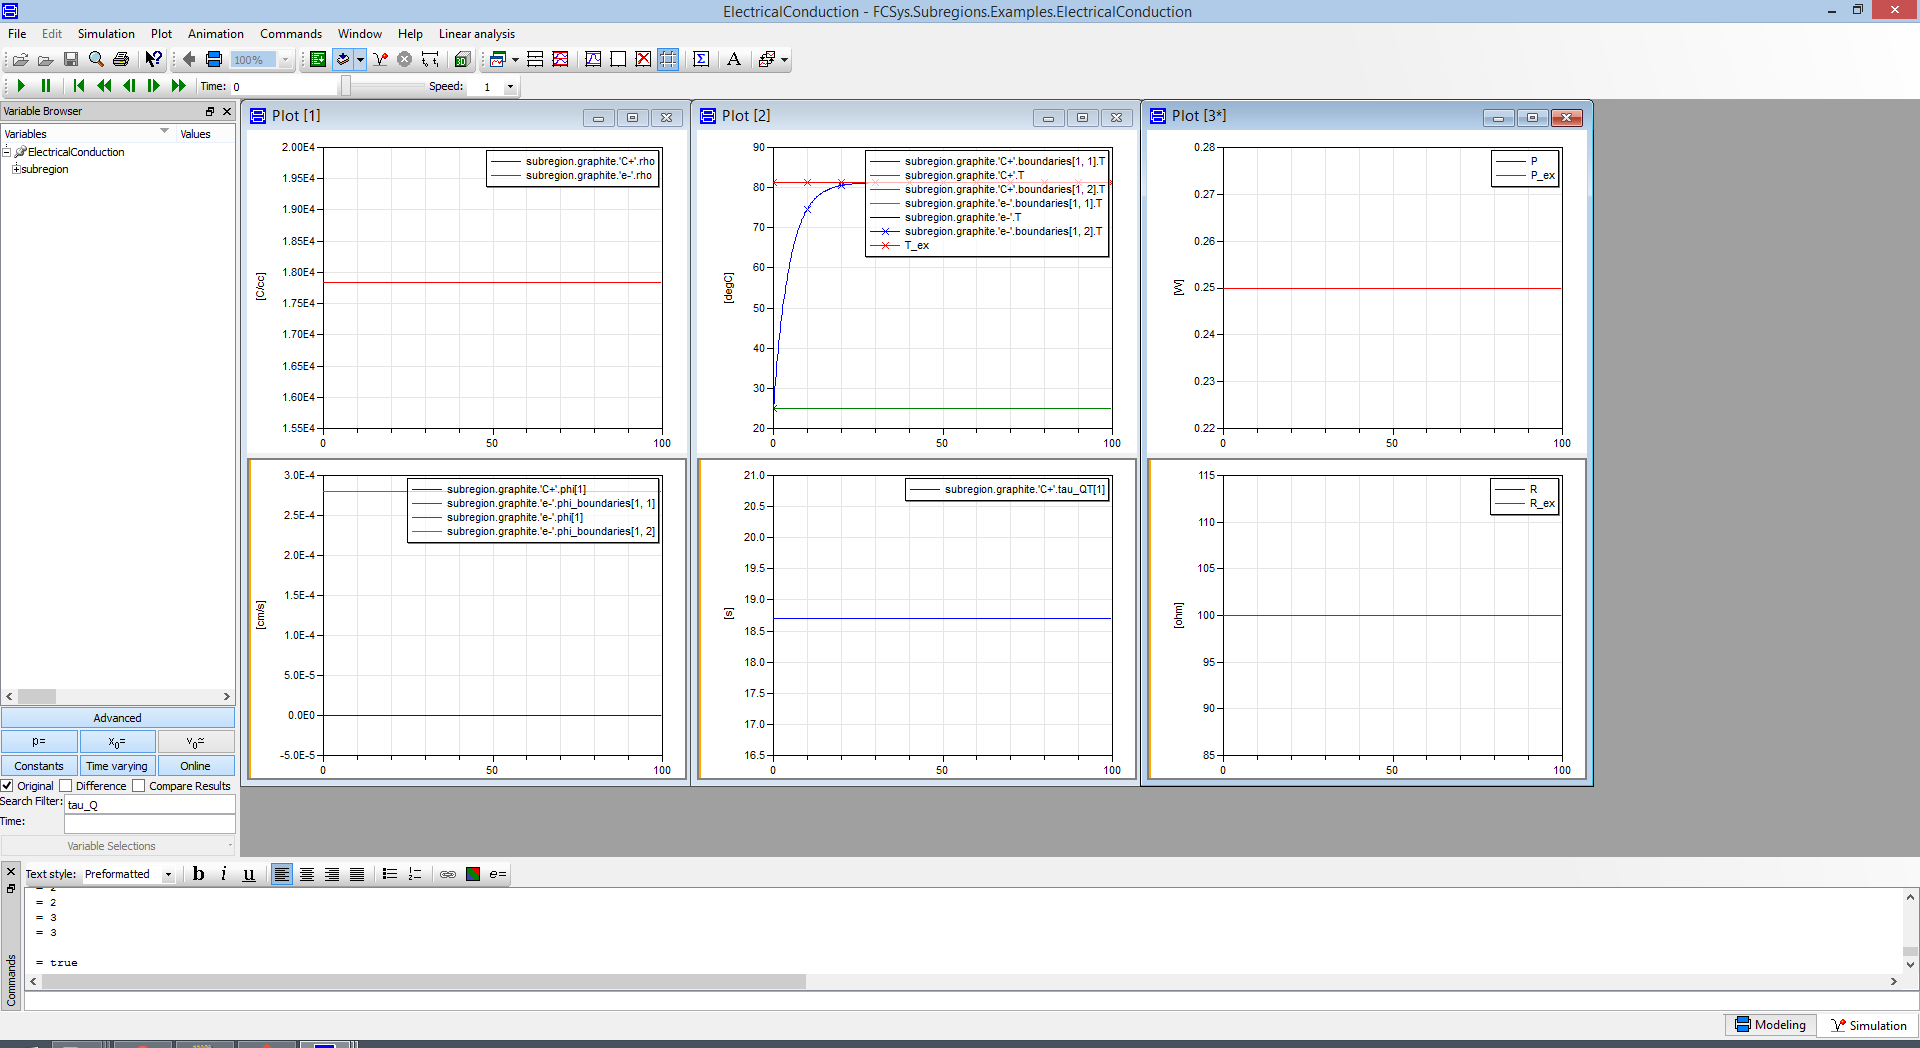 ElectricalConduction - FCSys.Subregions.Examples.ElectricalConduction
File Edit Simulation Plot Animation Commands Window Help Linear analysis
100%
Time: 0 Speed: 1
Variable Browser
Variables Values
ElectricalConduction
subregion
Advanced
p= x0= v0≈
Constants Time varying Online
Original Difference Compare Results
Search Filter: tau_Q
Time:
Variable Selections
Plot [1]
2.00E4
1.95E4
1.90E4
1.85E4
1.80E4
1.75E4
1.70E4
1.65E4
1.60E4
1.55E4
[C/cc]
0 50 100
subregion.graphite.'C+'.rho
subregion.graphite.'e-'.rho
3.0E-4
2.5E-4
2.0E-4
1.5E-4
1.0E-4
5.0E-5
0.0E0
-5.0E-5
[cm/s]
0 50 100
subregion.graphite.'C+'.phi[1]
subregion.graphite.'e-'.phi_boundaries[1, 1]
subregion.graphite.'e-'.phi[1]
subregion.graphite.'e-'.phi_boundaries[1, 2]
Plot [2]
90
80
70
60
50
40
30
20
[degC]
0 50 100
subregion.graphite.'C+'.boundaries[1, 1].T
subregion.graphite.'C+'.T
subregion.graphite.'C+'.boundaries[1, 2].T
subregion.graphite.'e-'.boundaries[1, 1].T
subregion.graphite.'e-'.T
subregion.graphite.'e-'.boundaries[1, 2].T
T_ex
21.0
20.5
20.0
19.5
19.0
18.5
18.0
17.5
17.0
16.5
[s]
0 50 100
subregion.graphite.'C+'.tau_QT[1]
Plot [3*]
0.28
0.27
0.26
0.25
0.24
0.23
0.22
[W]
0 50 100
P
P_ex
115
110
105
100
95
90
85
[ohm]
0 50 100
R
R_ex
Text style: Preformatted b i u e=
= 2
= 2
= 3
= 3
= true
Commands
Modeling Simulation